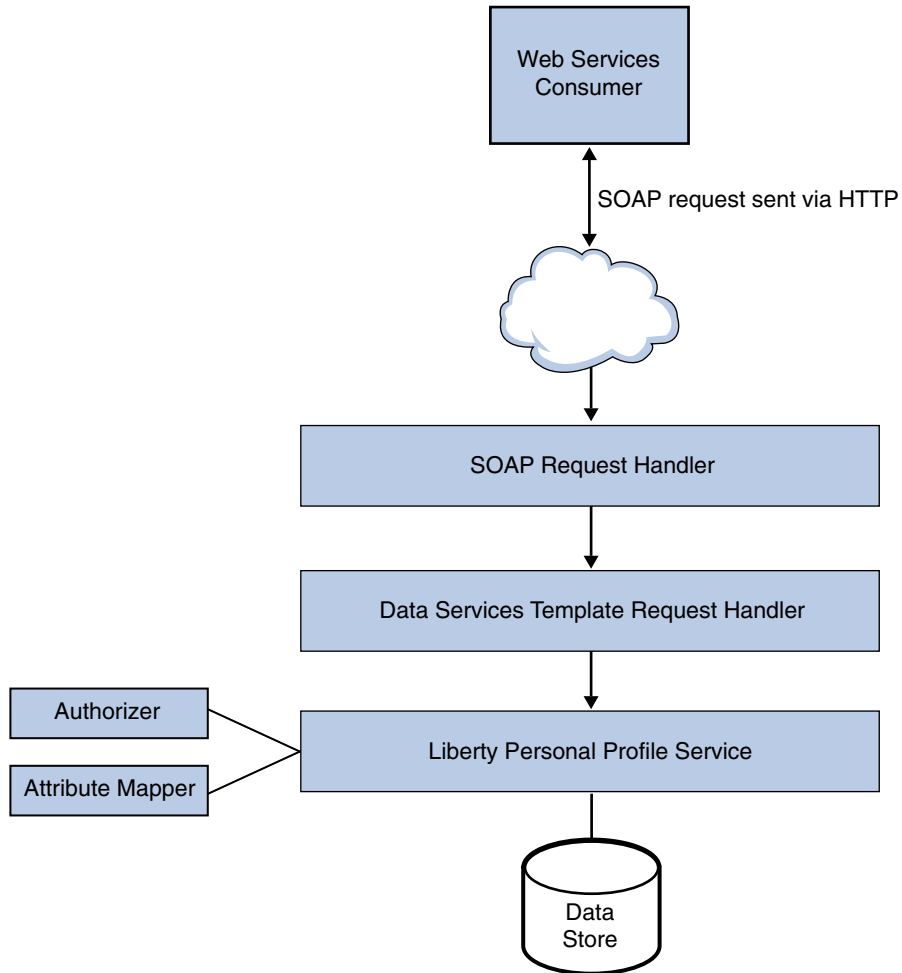 Web Services
Consumer
SOAP request sent via HTTP
SOAP Request Handler
Data Services Template Request Handler
Authorizer
Liberty Personal Profile Service
Attribute Mapper
Data
Store